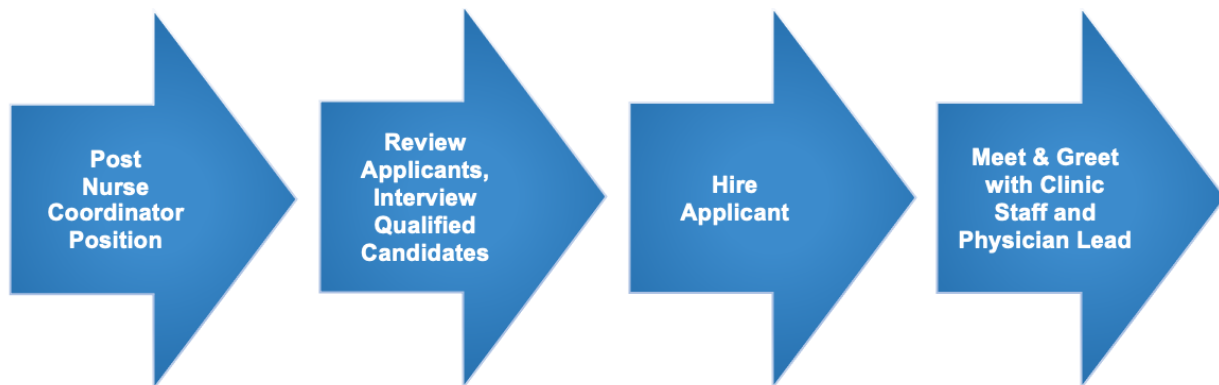 Post
Nurse
Coordinator
Position
Review
Applicants,
Interview
Qualified
Candidates
Hire
Applicant
Meet & Greet
with Clinic
Staff and
Physician Lead